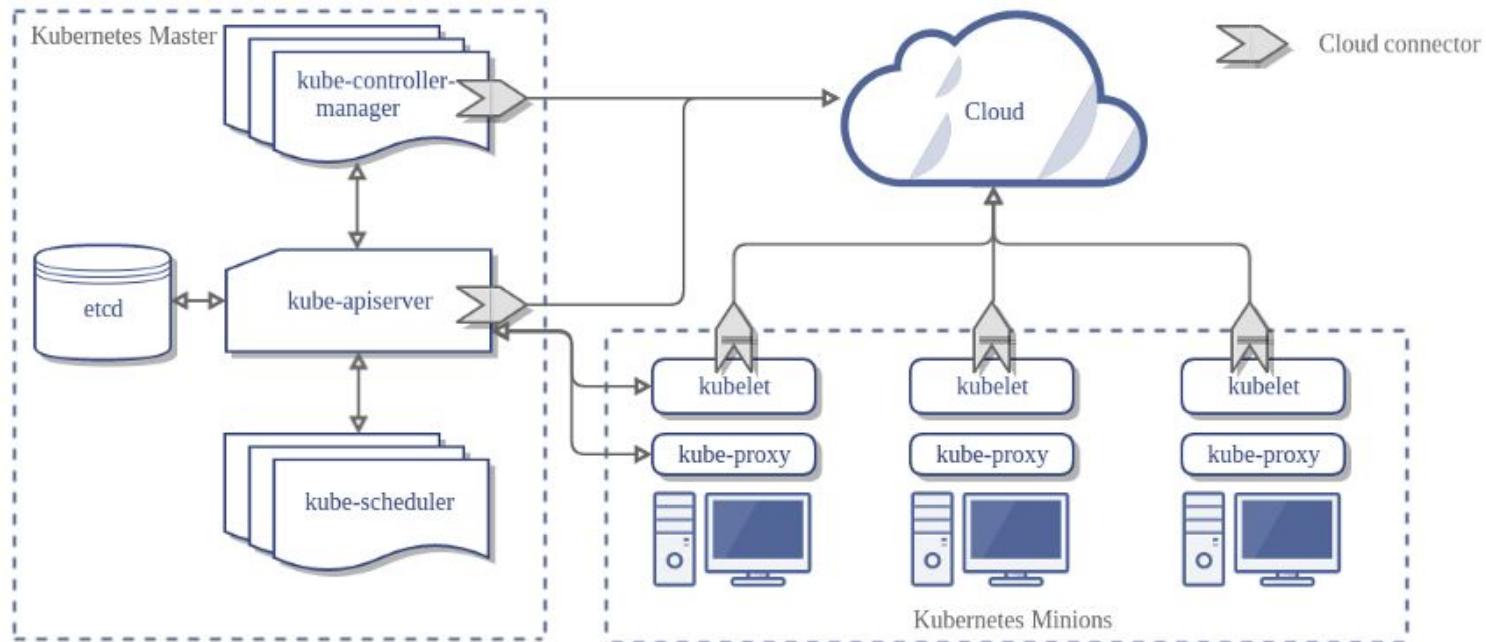 Kubernetes Master
kube-controller-
manager
Cloud
Cloud connector
etcd
kube-apiserver
kubelet
kubelet
kubelet
kube-proxy
kube-proxy
kube-proxy
kube-scheduler
Kubernetes Minions